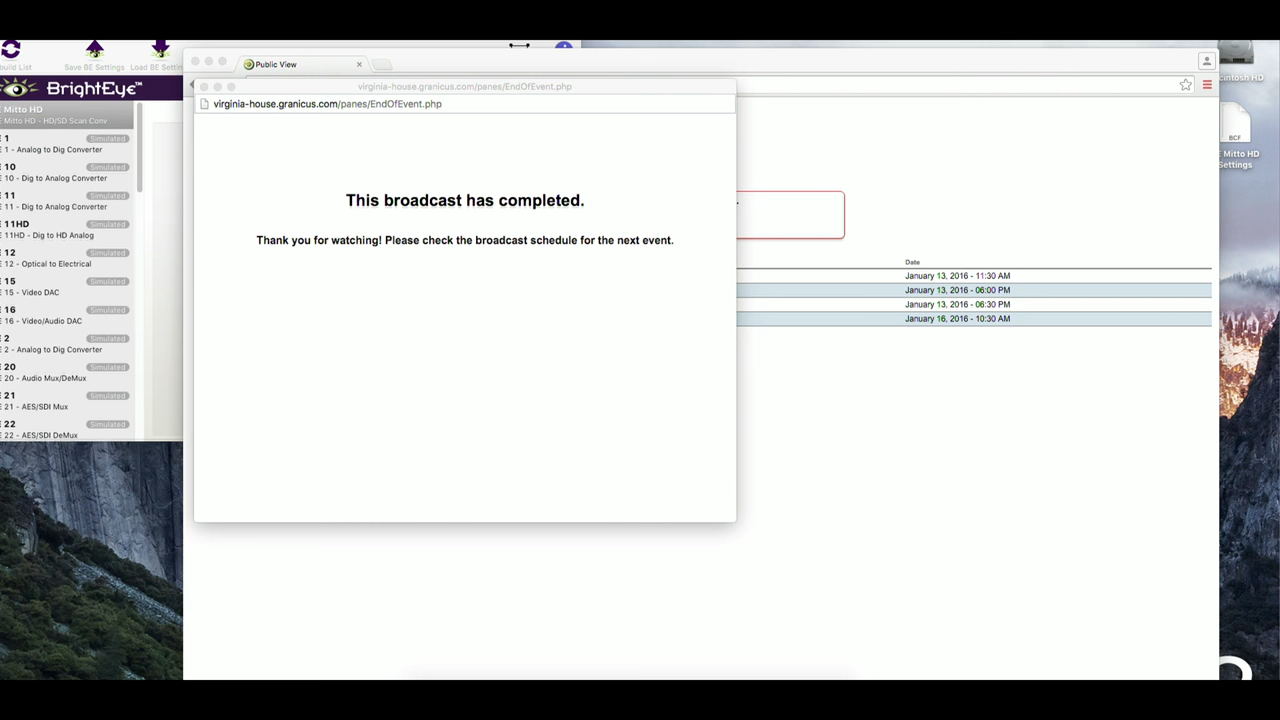 build List
Save BE Settings
Load BE Settin
BrightEye™
Mitto HD
Mitto HD - HD/SD Scan Conv
E 1
Simulated
E 1 - Analog to Dig Converter
E 10
Simulated
E 10 - Dig to Analog Converter
E 11
Simulated
E 11 - Dig to Analog Converter
E 11HD
Simulated
E 11HD - Dig to HD Analog
E 12
Simulated
E 12 - Optical to Electrical
E 15
Simulated
E 15 - Video DAC
E 16
Simulated
E 16 - Video/Audio DAC
E 2
Simulated
E 2 - Analog to Dig Converter
E 20
Simulated
E 20 - Audio Mux/DeMux
E 21
Simulated
E 21 - AES/SDI Mux
E 22
Simulated
E 22 - AES/SDI DeMux
Public View
virginia-house.granicus.com/panes/EndOfEvent.php
virginia-house.granicus.com/panes/EndOfEvent.php
This broadcast has completed.
Thank you for watching! Please check the broadcast schedule for the next event.
Date
January 13, 2016 - 11:30 AM
January 13, 2016 - 06:00 PM
January 13, 2016 - 06:30 PM
January 16, 2016 - 10:30 AM
cintosh HD
BCF
E Mitto HD
Settings